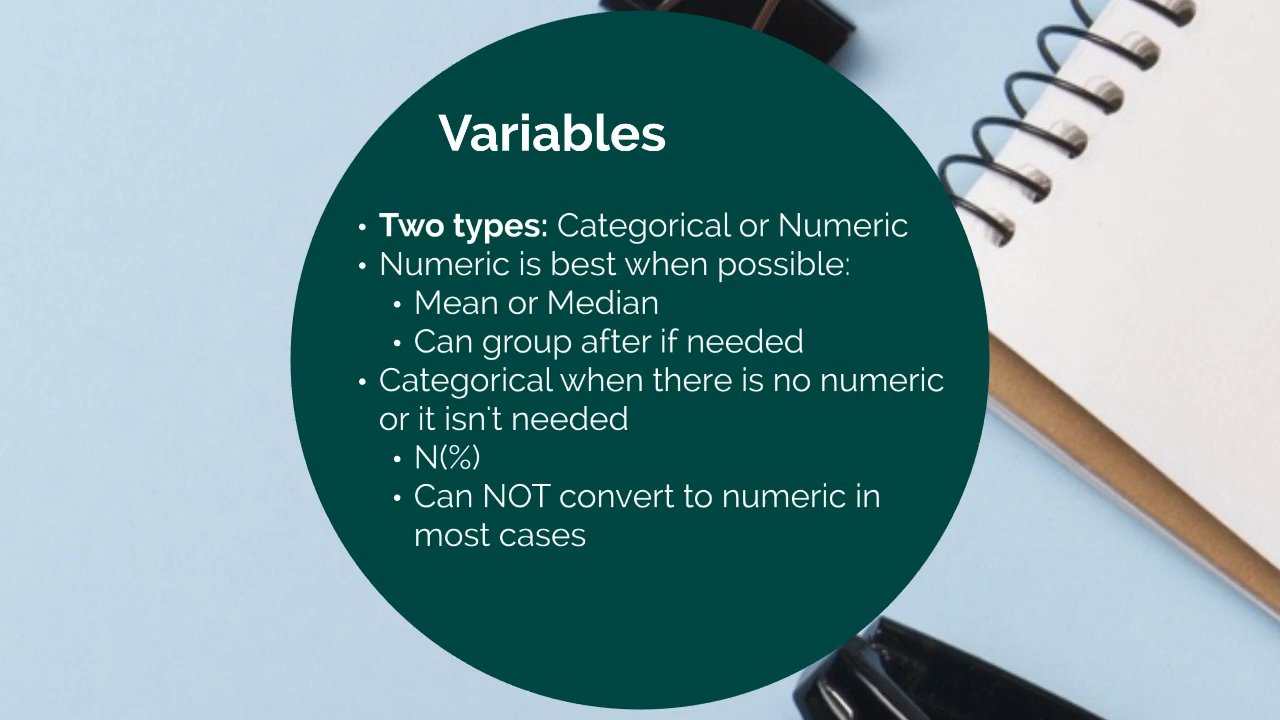 Variables
• Two types: Categorical or Numeric
• Numeric is best when possible:
• Mean or Median
• Can group after if needed
• Categorical when there is no numeric
or it isn't needed
• N(%)
• Can NOT convert to numeric in
most cases